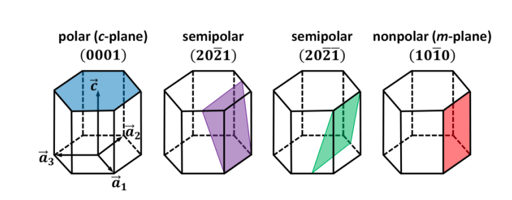 polar (c-plane)
(0001)
semipolar
(202̅1)
semipolar
(202̅1̅)
nonpolar (m-plane)
(101̅0)
c⃗
a⃗₂
a⃗₃
a⃗₁